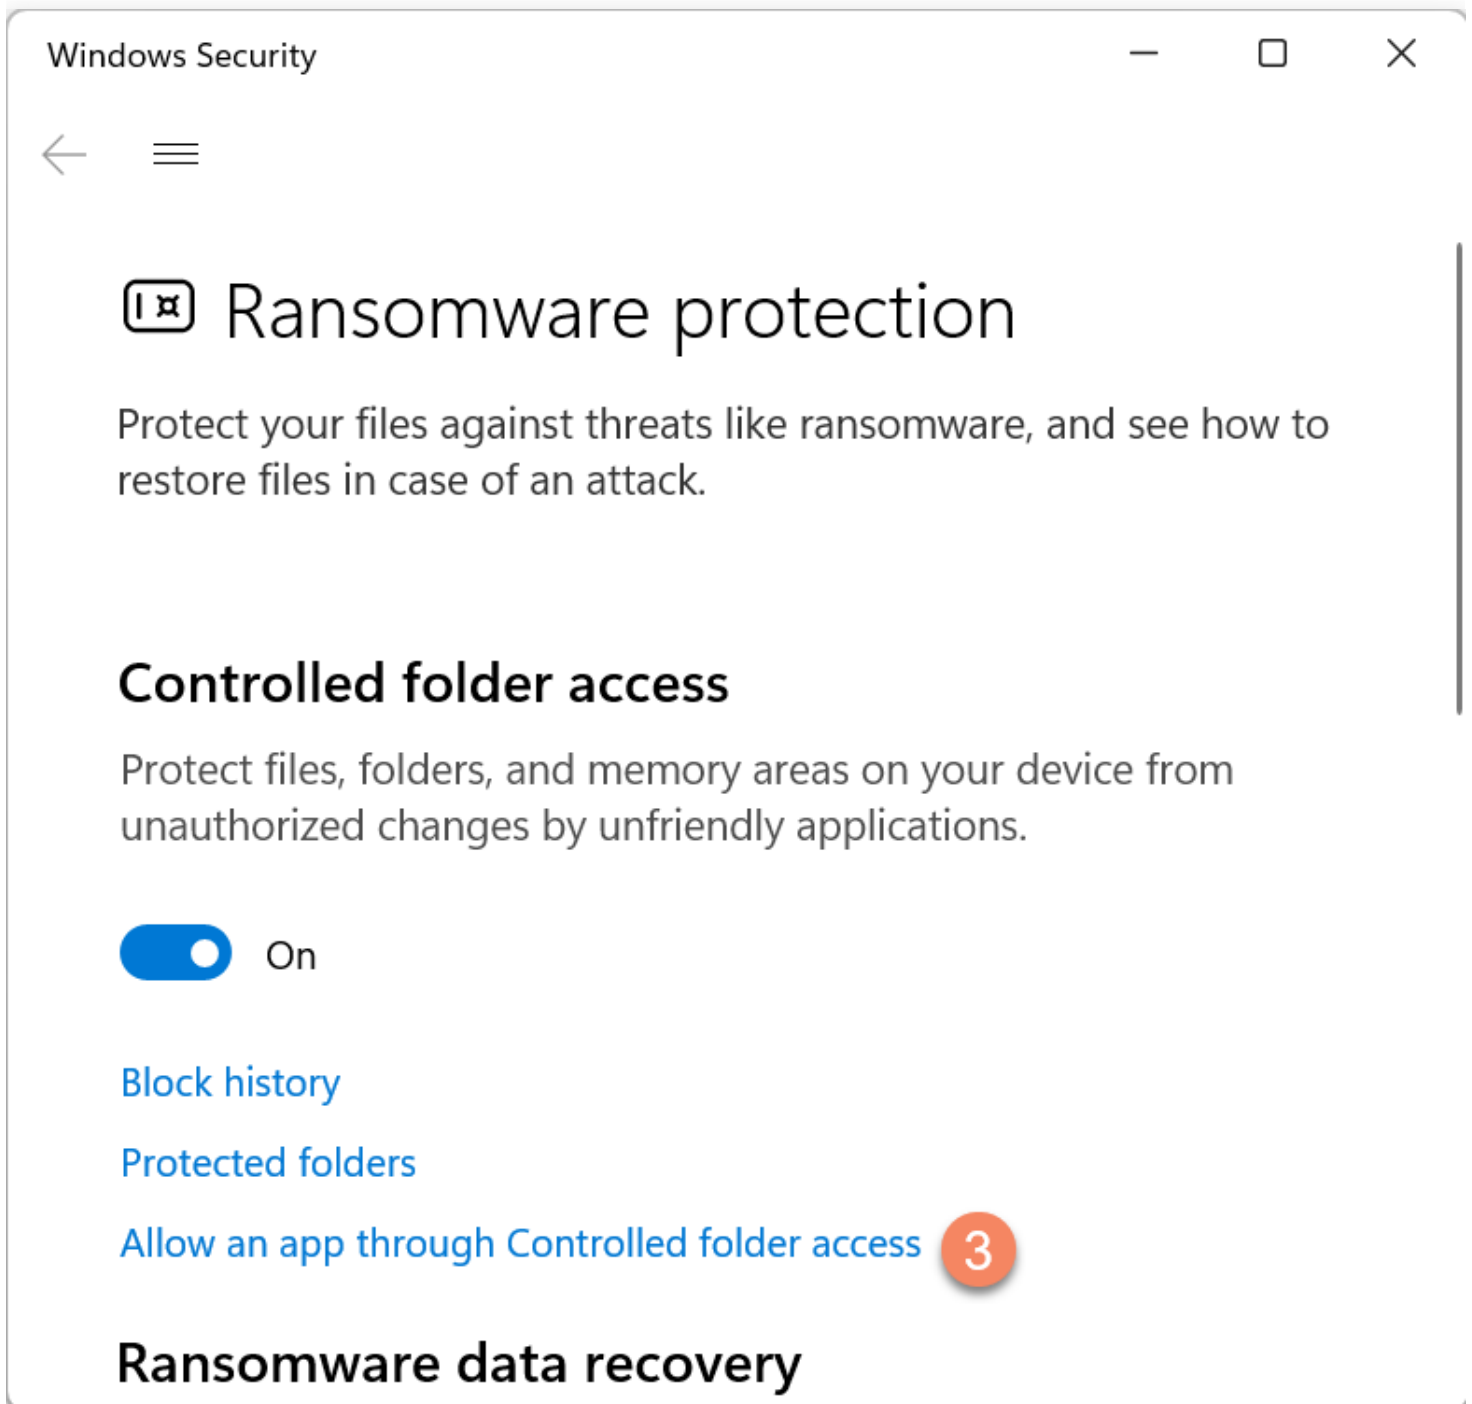 Windows Security
Ransomware protection
Protect your files against threats like ransomware, and see how to
restore files in case of an attack.
Controlled folder access
Protect files, folders, and memory areas on your device from
unauthorized changes by unfriendly applications.
On
Block history
Protected folders
Allow an app through Controlled folder access 3
Ransomware data recovery